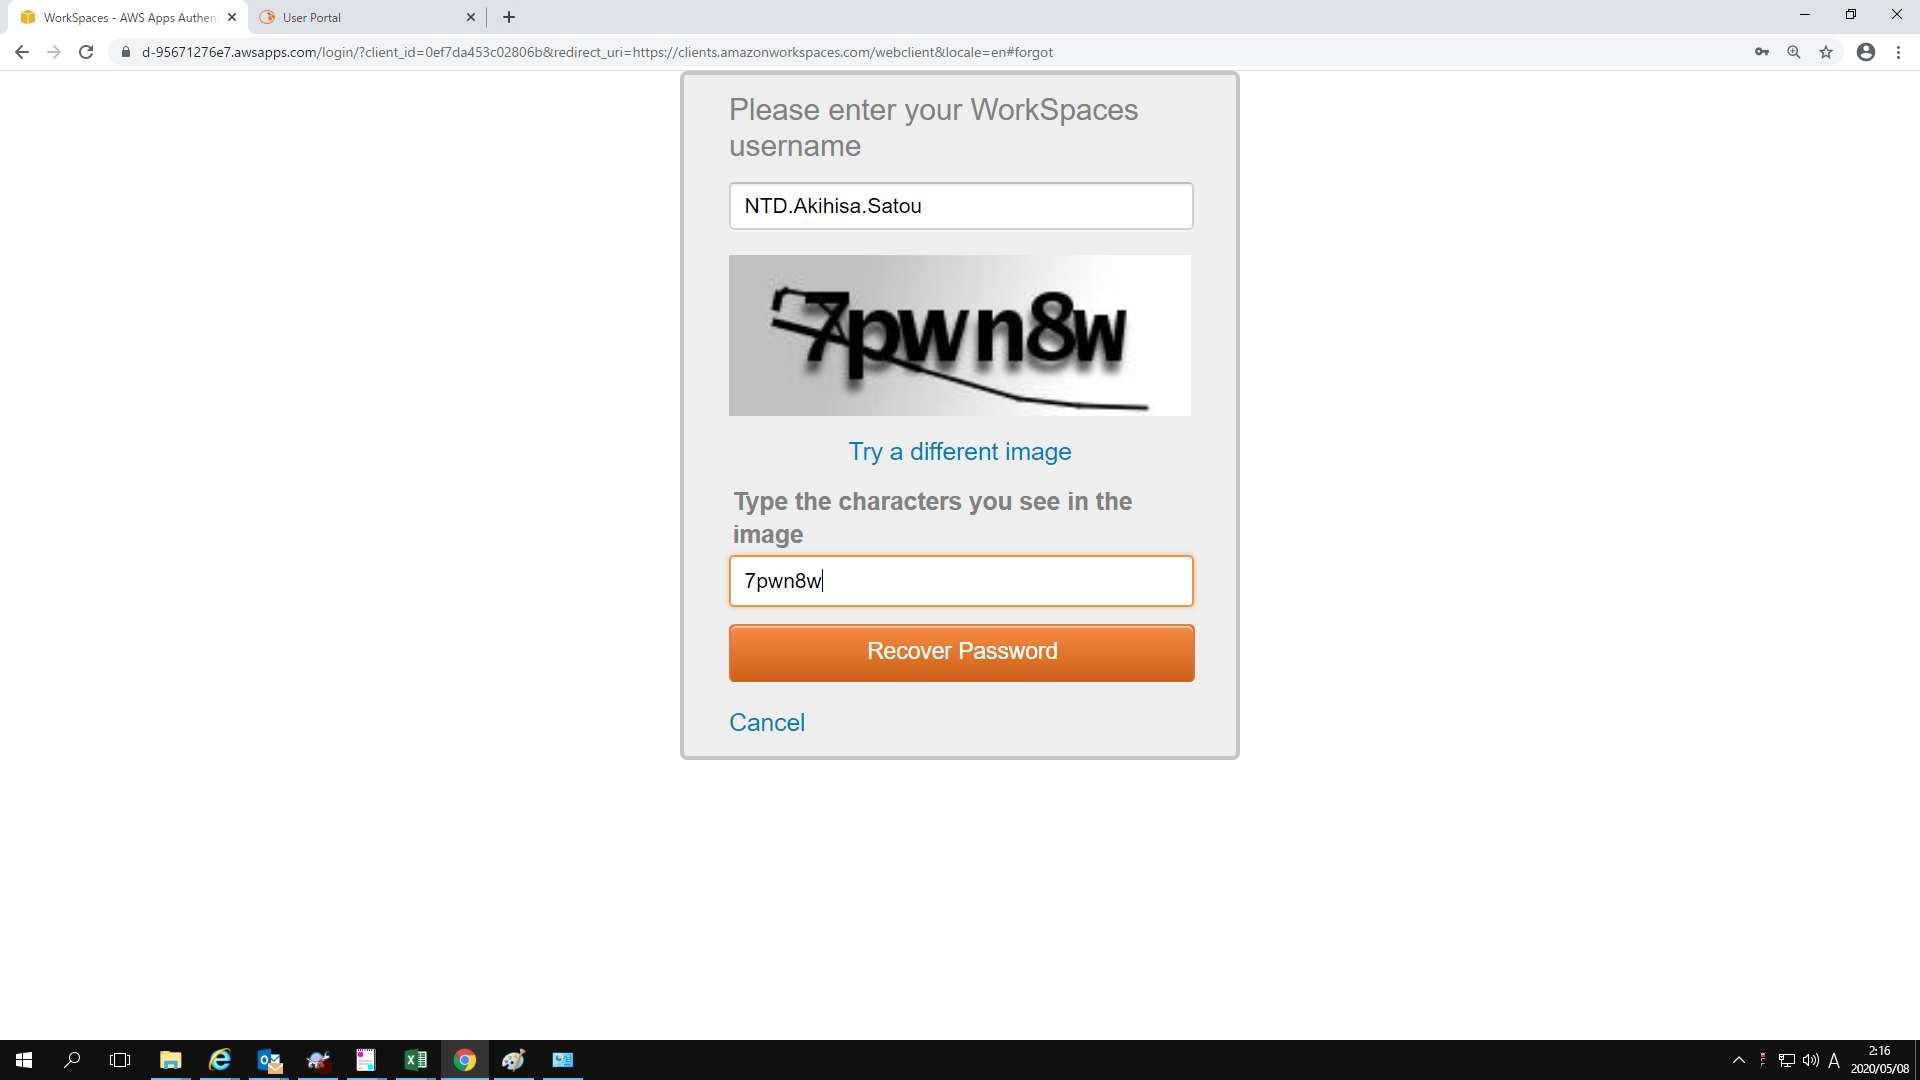 WorkSpaces - AWS Apps Authen
User Portal
d-95671276e7.awsapps.com/login/?client_id=0ef7da453c02806b&redirect_uri=https://clients.amazonworkspaces.com/webclient&locale=en#forgot
Please enter your WorkSpaces
username
NTD.Akihisa.Satou
7pwn8w
Try a different image
Type the characters you see in the
image
7pwn8w
Recover Password
Cancel
A
2:16
2020/05/08